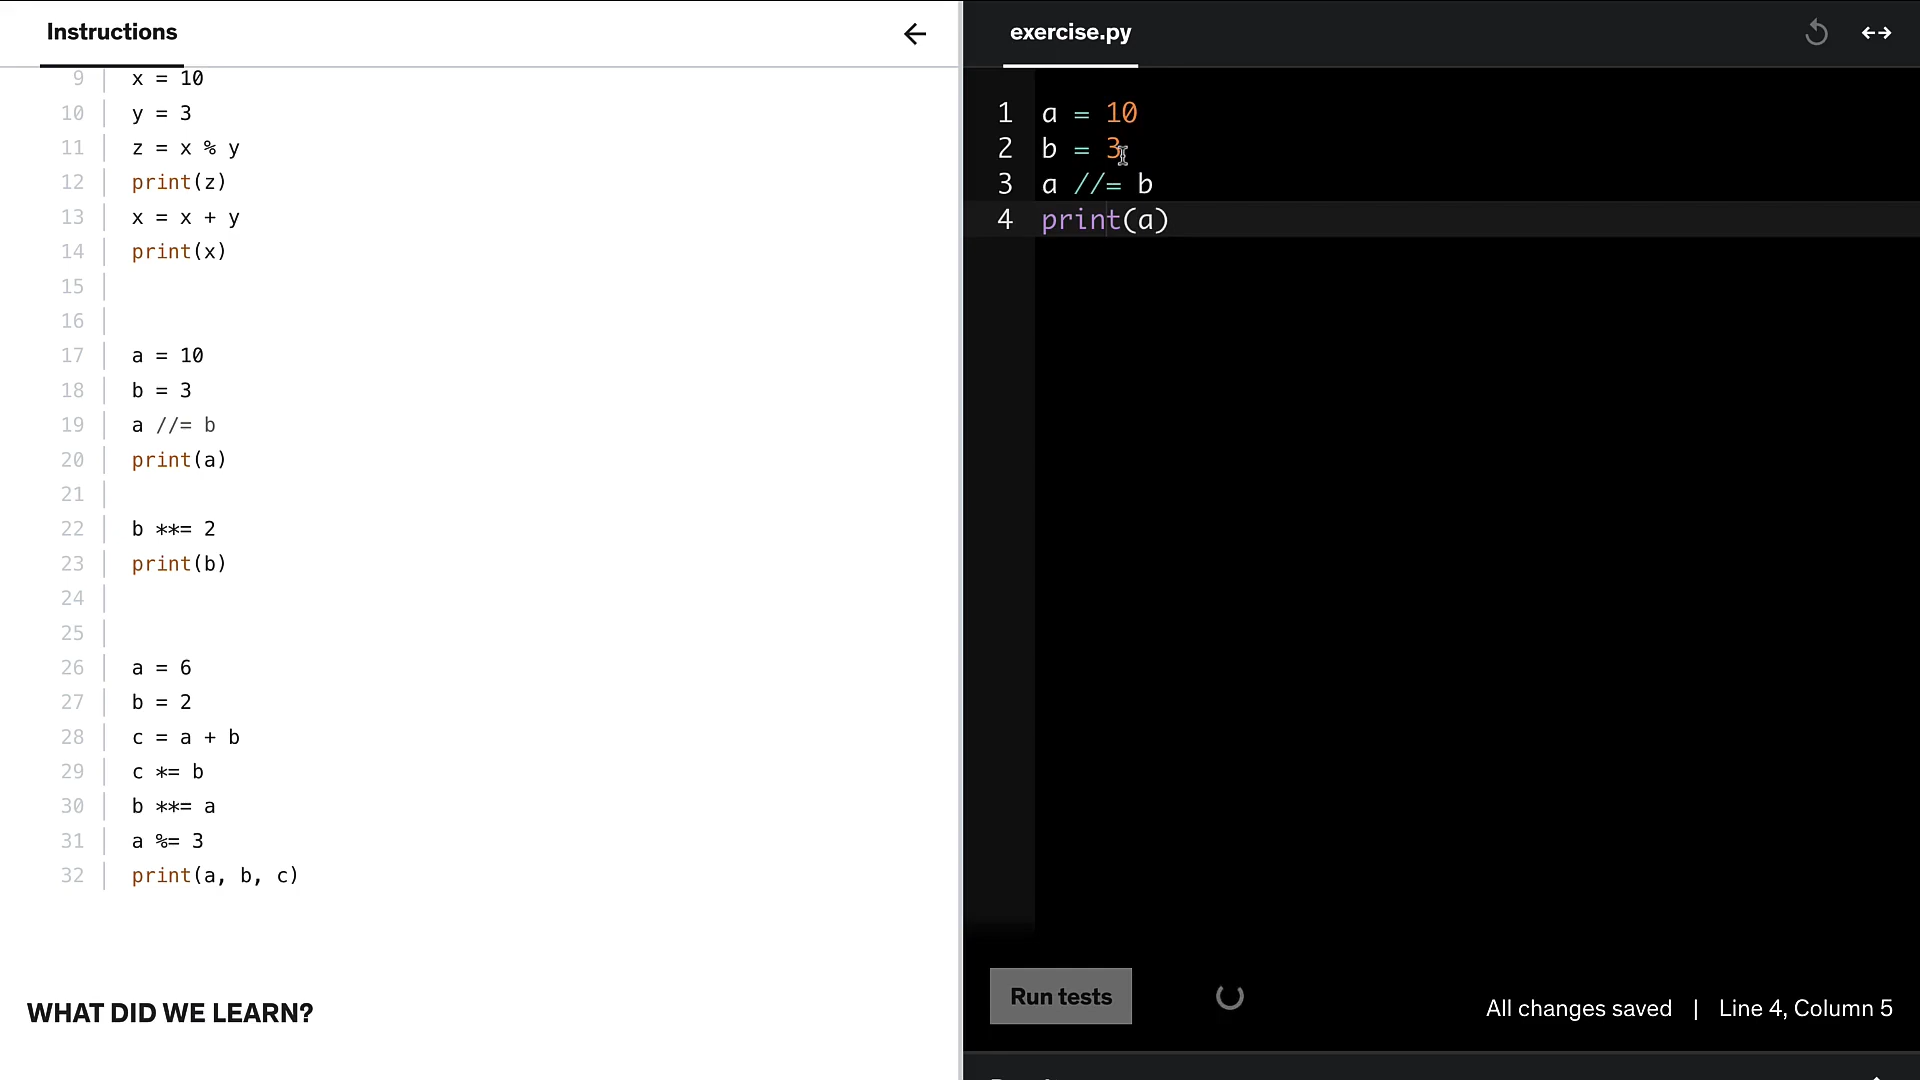 Instructions
9 x = 10
10 y = 3
11 z = x % y
12 print(z)
13 x = x + y
14 print(x)
15
16
17 a = 10
18 b = 3
19 a //= b
20 print(a)
21
22 b **= 2
23 print(b)
24
25
26 a = 6
27 b = 2
28 c = a + b
29 c *= b
30 b **= a
31 a %= 3
32 print(a, b, c)
WHAT DID WE LEARN?
exercise.py
1 a = 10
2 b = 3
3 a //= b
4 print(a)
Run tests
All changes saved | Line 4, Column 5